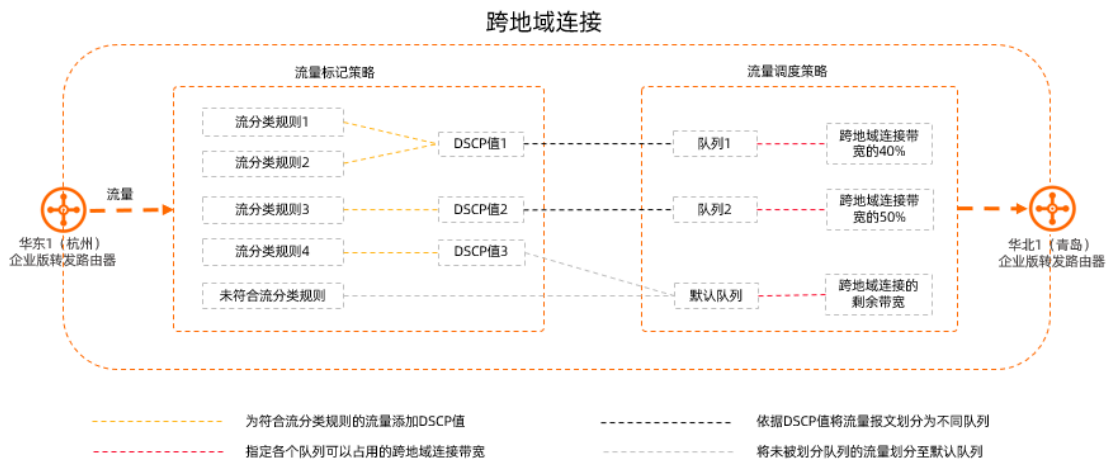 跨地域连接
流量标记策略
流量调度策略
流分类规则1
流分类规则2
DSCP值1
队列1
跨地域连接带
宽的40%
流量
流分类规则3
DSCP值2
队列2
跨地域连接带
宽的50%
华东1（杭州）
企业版转发路由器
流分类规则4
DSCP值3
华北1（青岛）
企业版转发路由器
未符合流分类规则
默认队列
跨地域连接的
剩余带宽
为符合流分类规则的流量添加DSCP值
依据DSCP值将流量报文划分为不同队列
指定各个队列可以占用的跨地域连接带宽
将未被划分队列的流量划分至默认队列